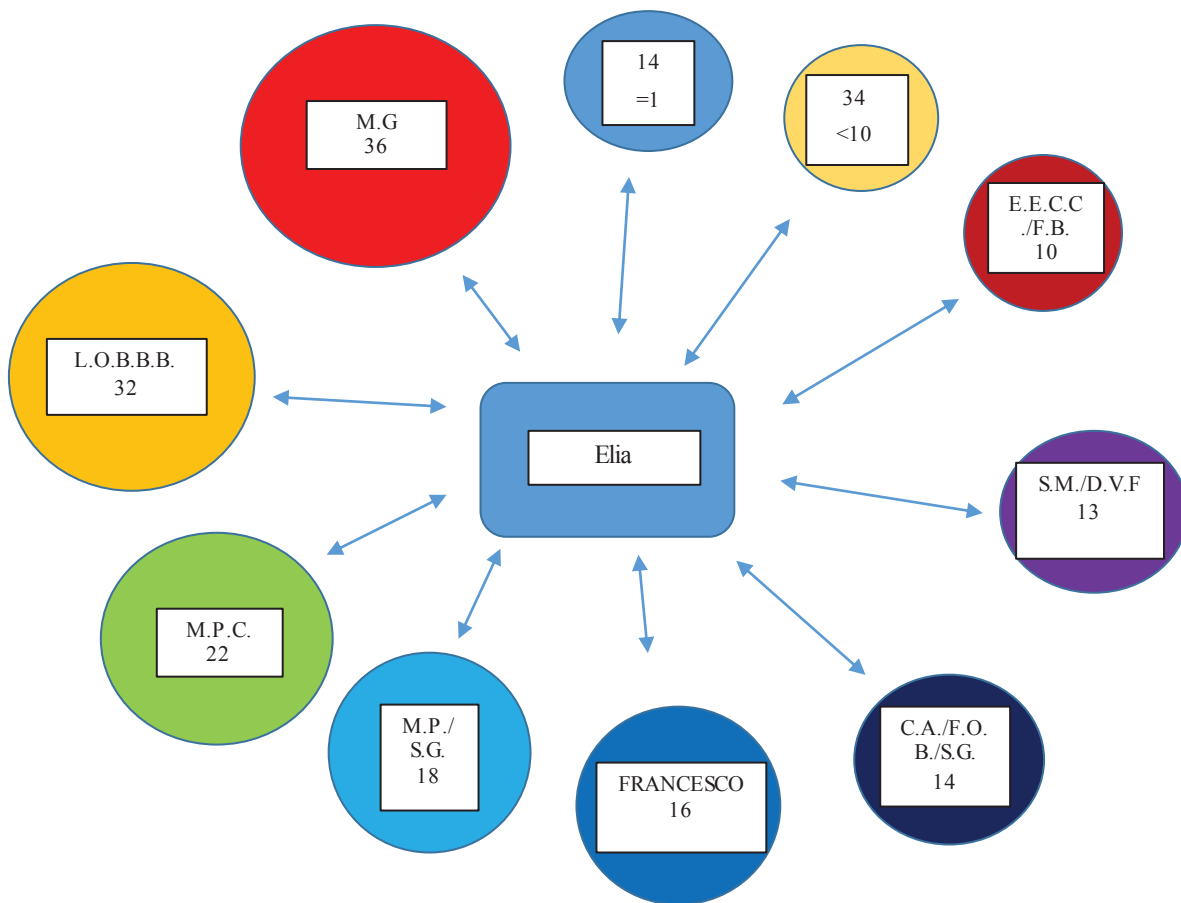 14
=1
34
<10
M.G
36
E.E.C.C
./F.B.
10
L.O.B.B.B.
32
Elia
S.M./D.V.F
13
M.P.C.
22
M.P./
S.G.
18
FRANCESCO
16
C.A./F.O.
B./S.G.
14